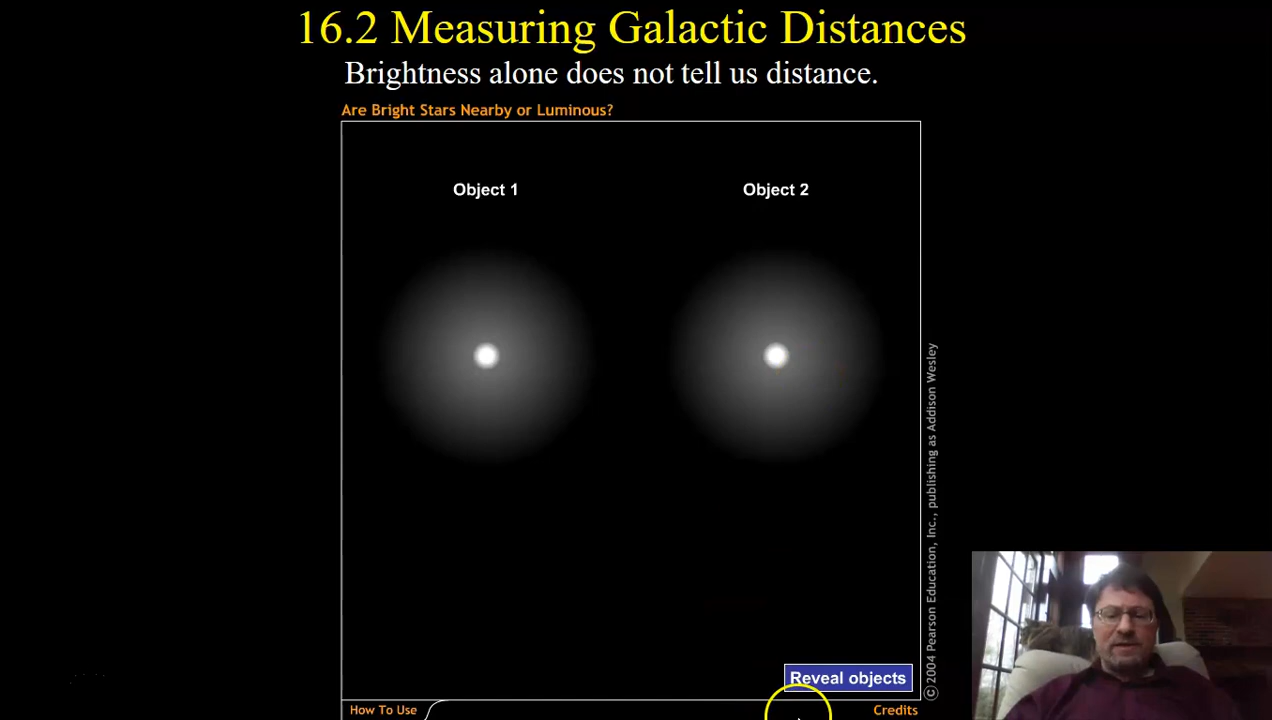 16.2 Measuring Galactic Distances
Brightness alone does not tell us distance.
Are Bright Stars Nearby or Luminous?
Object 1
Object 2
©2004 Pearson Education, Inc., publishing as Addison Wesley
Reveal objects
How To Use
Credits